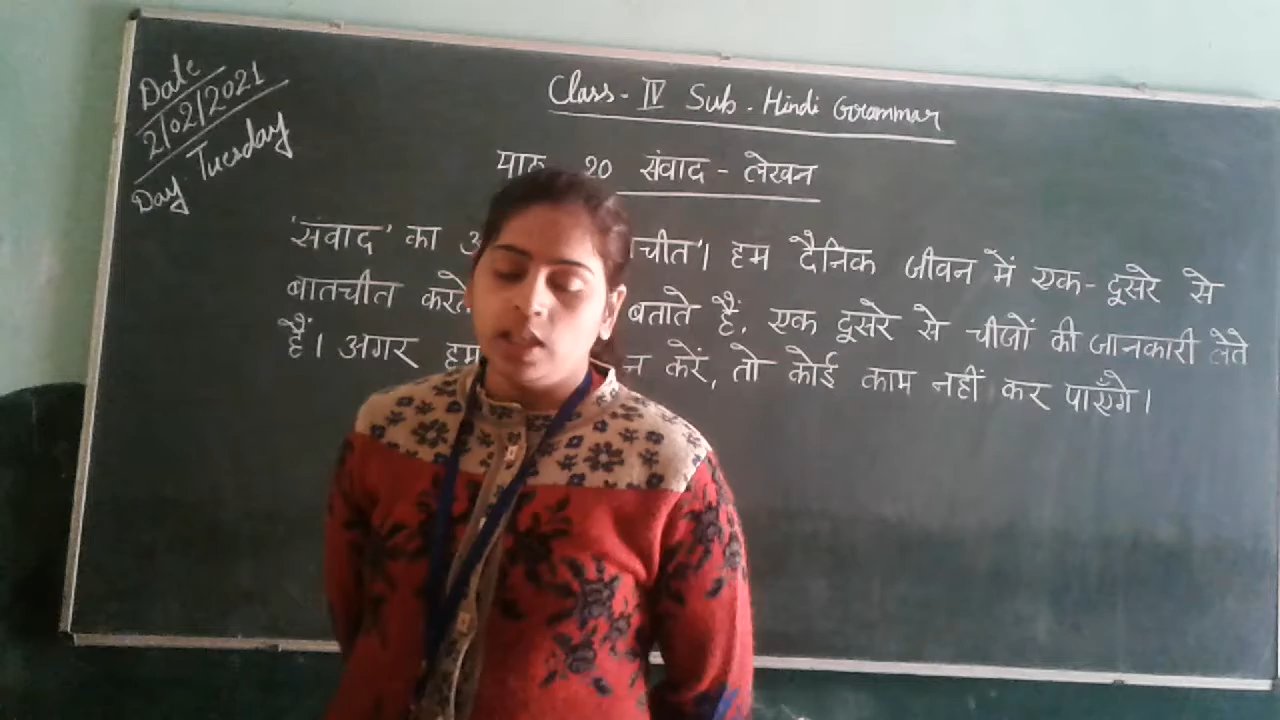 Date
2/02/2021
Day Tuesday
Class - IV Sub - Hindi Grammar
पाठ 20 संवाद - लेखन
'संवाद' का चीत'। हम दैनिक जीवन में एक - दूसरे से
बातचीत करते बताते हैं, एक दूसरे से चीजों की जानकारी लेते
हैं। अगर हम न करें, तो कोई काम नहीं कर पाएँगे।